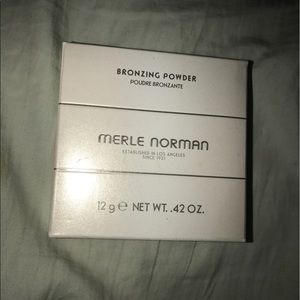 BRONZING POWDER
POUDRE BRONZANTE
MERLE NORMAN
ESTABLISHED IN LOS ANGELES
SINCE 1931
12 g ℮ NET WT. .42 OZ.